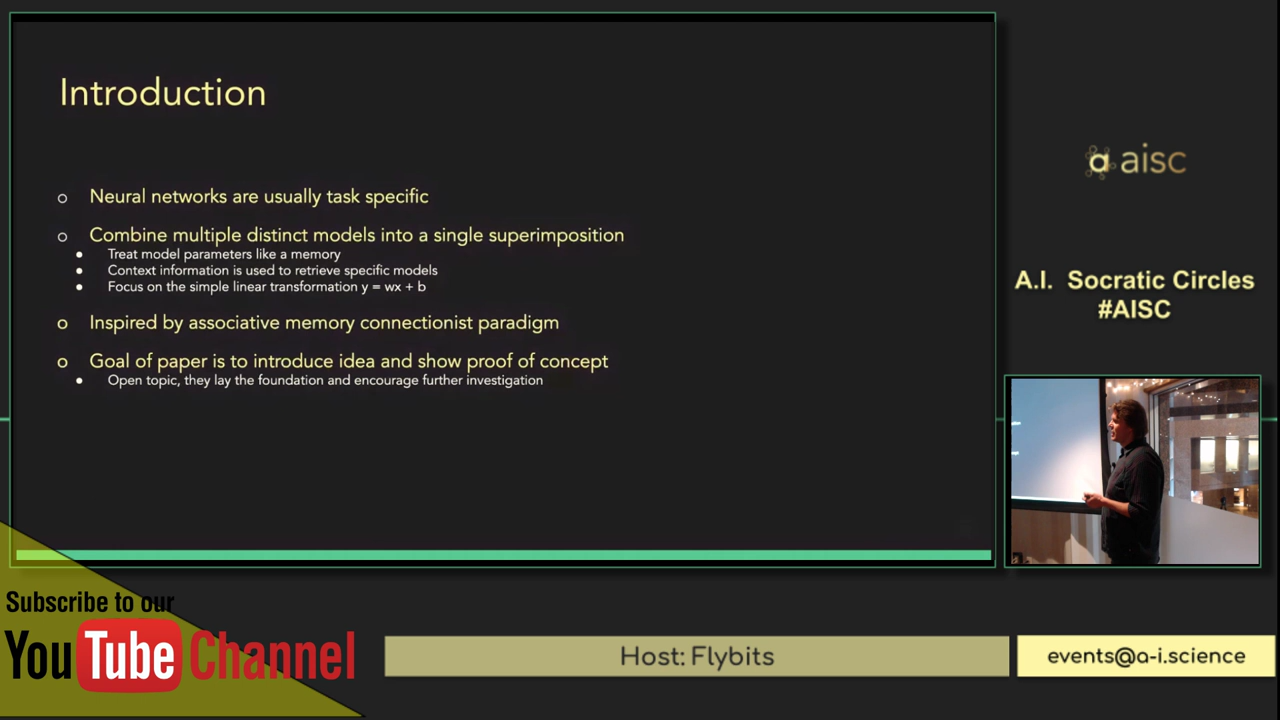 Introduction
Neural networks are usually task specific
Combine multiple distinct models into a single superimposition
Treat model parameters like a memory
Context information is used to retrieve specific models
Focus on the simple linear transformation y = wx + b
Inspired by associative memory connectionist paradigm
Goal of paper is to introduce idea and show proof of concept
Open topic, they lay the foundation and encourage further investigation
a aisc
A.I. Socratic Circles
#AISC
Subscribe to our
YouTube Channel
Host: Flybits
events@a-i.science